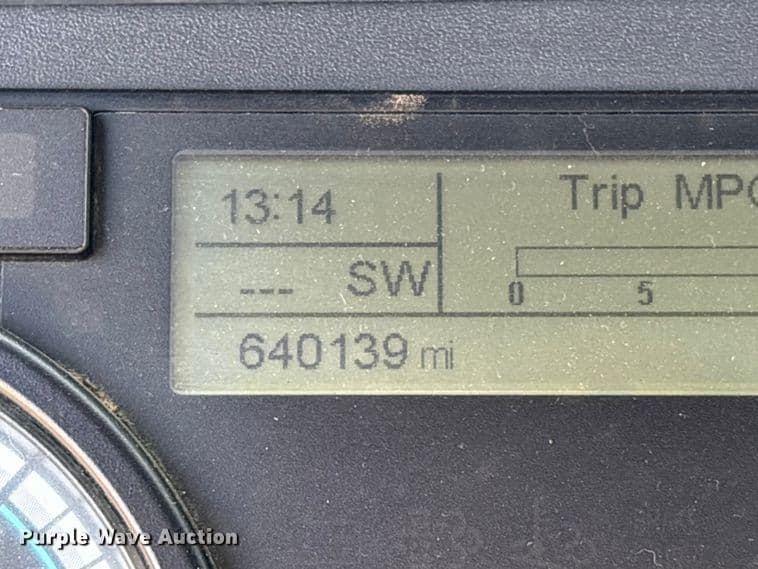 13:14
Trip MPG
--- SW
0 5
640139 mi
Purple Wave Auction